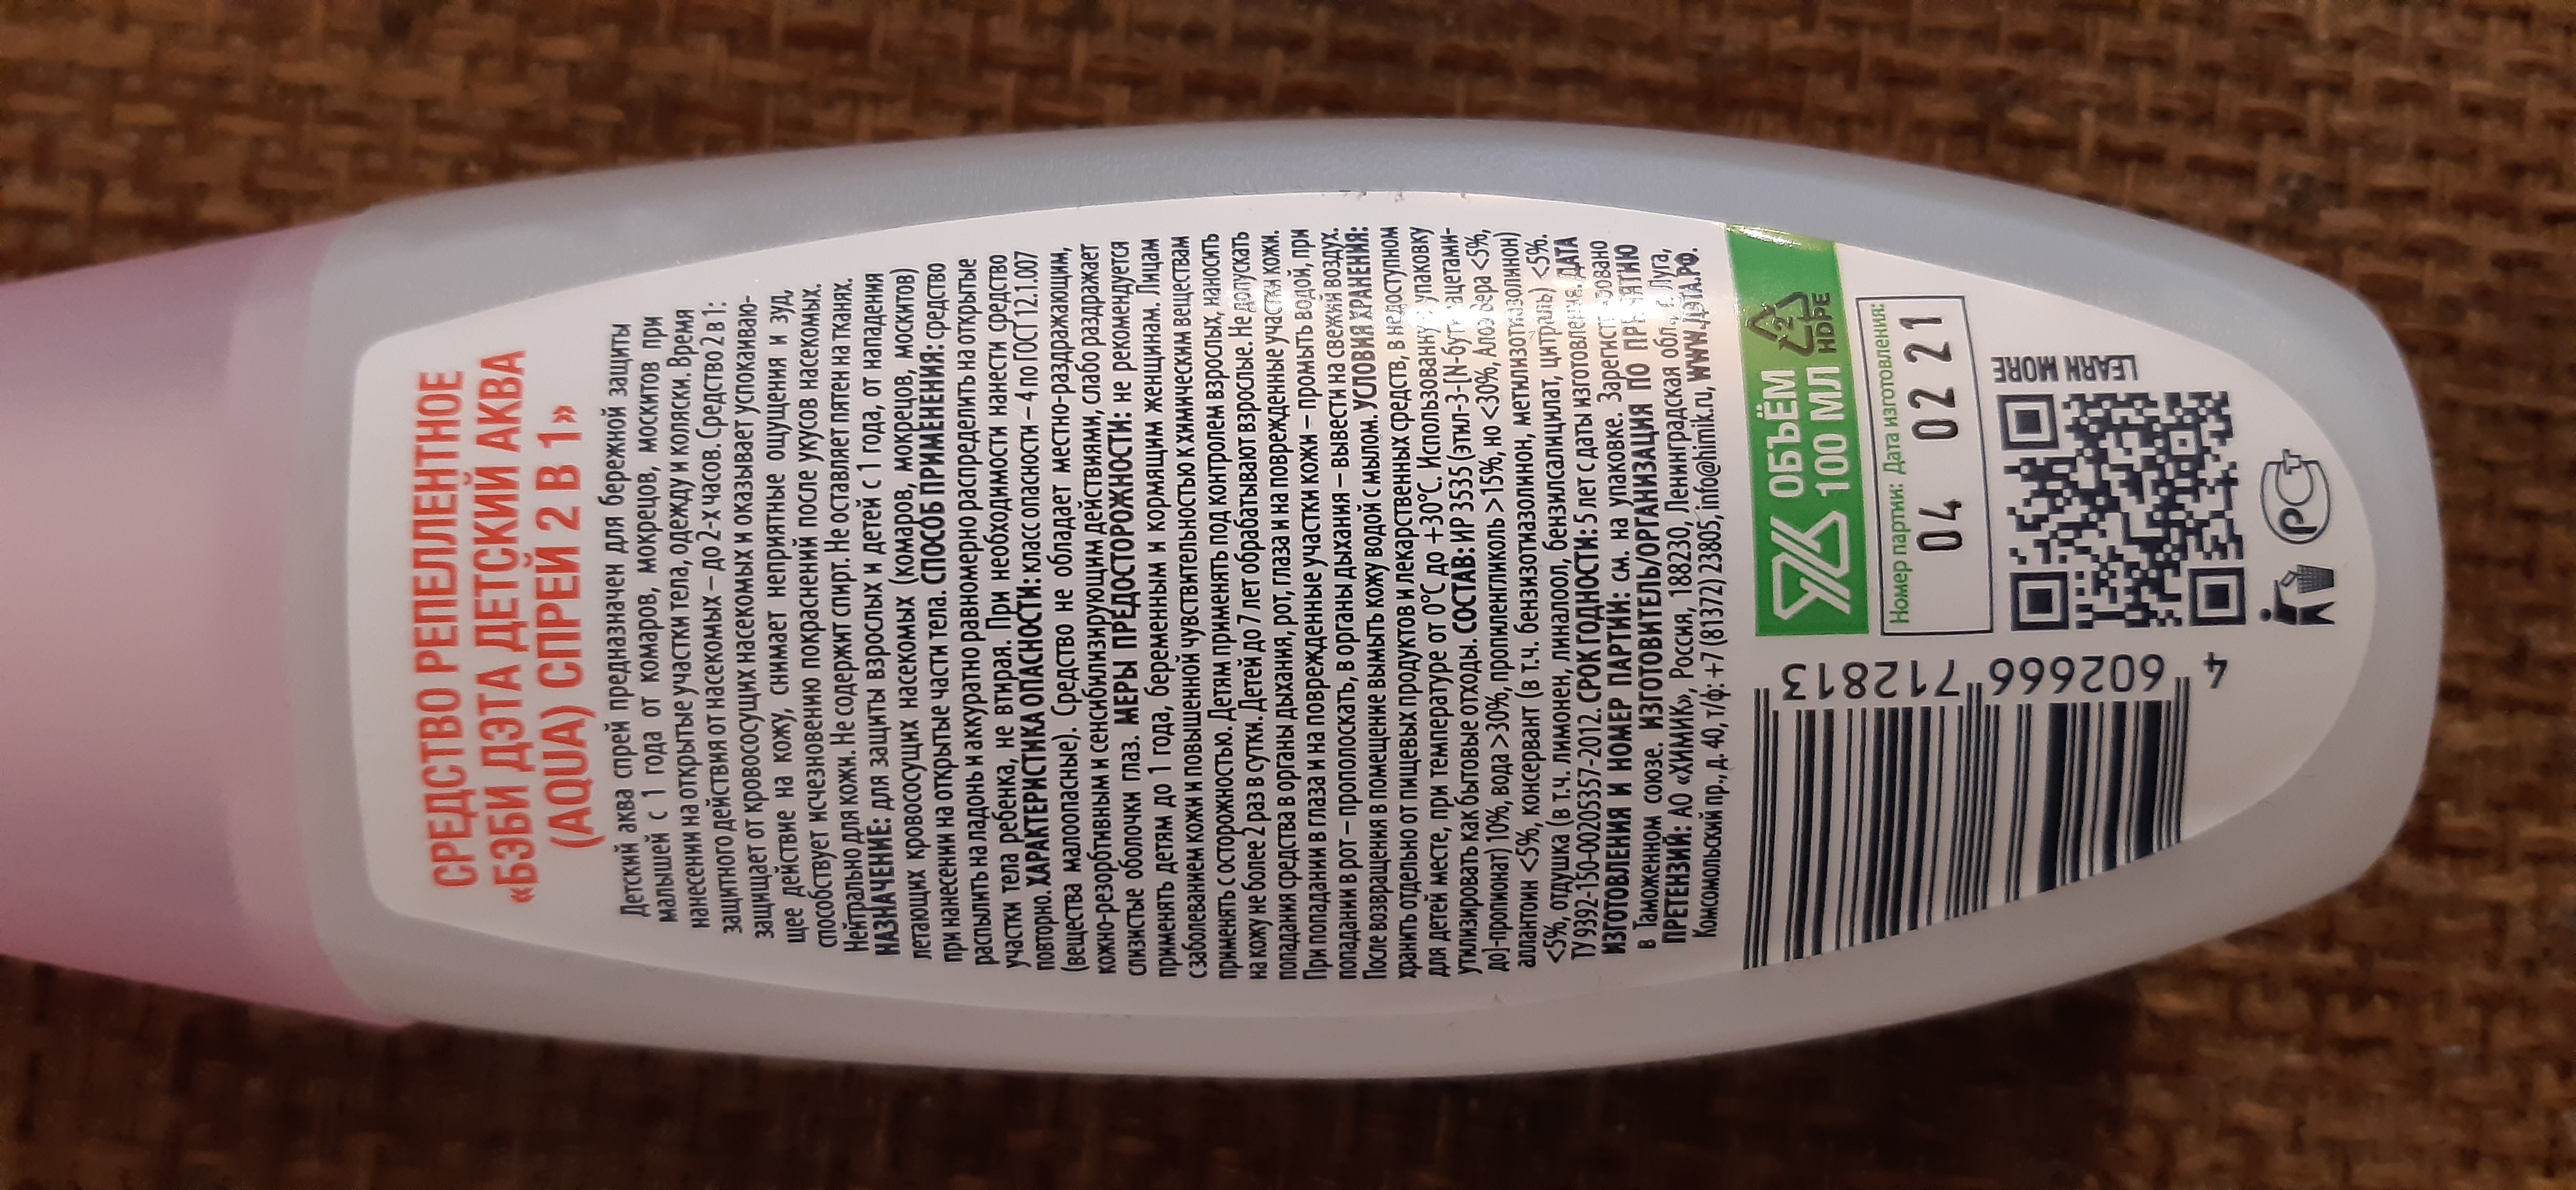 СРЕДСТВО РЕПЕЛЛЕНТНОЕ
«БЭБИ ДЭТА ДЕТСКИЙ АКВА
(AQUA) СПРЕЙ 2 В 1»
Детский аква спрей предназначен для бережной защиты
малышей с 1 года от комаров, мокрецов, москитов при
нанесении на открытые участки тела, одежду и коляски. Время
защитного действия от насекомых – до 2-х часов. Средство 2 в 1:
защищает от кровососущих насекомых и оказывает успокаиваю-
щее действие на кожу, снимает неприятные ощущения и зуд,
способствует исчезновению покраснений после укусов насекомых.
Нейтрально для кожи. Не содержит спирт. Не оставляет пятен на тканях.
НАЗНАЧЕНИЕ: для защиты взрослых и детей с 1 года, от нападения
летающих кровососущих насекомых (комаров, мокрецов, москитов)
при нанесении на открытые части тела. СПОСОБ ПРИМЕНЕНИЯ: средство
распылить на ладонь и аккуратно равномерно распределить на открытые
участки тела ребенка, не втирая. При необходимости нанести средство
повторно. ХАРАКТЕРИСТИКА ОПАСНОСТИ: класс опасности – 4 по ГОСТ 12.1.007
(вещества малоопасные). Средство не обладает местно-раздражающим,
кожно-резорбтивным и сенсибилизирующим действиями, слабо раздражает
слизистые оболочки глаз. МЕРЫ ПРЕДОСТОРОЖНОСТИ: не рекомендуется
применять детям до 1 года, беременным и кормящим женщинам. Лицам
с заболеванием кожи и повышенной чувствительностью к химическим веществам
применять с осторожностью. Детям применять под контролем взрослых, наносить
на кожу не более 2 раз в сутки. Детей до 7 лет обрабатывают взрослые. Не допускать
попадания средства в органы дыхания, рот, глаза и на поврежденные участки кожи.
При попадании в глаза и на поврежденные участки кожи – промыть водой, при
попадании в рот – прополоскать, в органы дыхания – вывести на свежий воздух.
После возвращения в помещение вымыть кожу водой с мылом. УСЛОВИЯ ХРАНЕНИЯ:
хранить отдельно от пищевых продуктов и лекарственных средств, в недоступном
для детей месте, при температуре от 0°С до +30°С. Использованную упаковку
утилизировать как бытовые отходы. СОСТАВ: ИР 3535 (этил-3-[N-бутилацетами-
до]-пропионат) 10%, вода >30%, пропиленгликоль >15%, но <30%, Алоэ вера <5%,
аллантоин <5%, консервант (в т.ч. бензизотиазолинон, метилизотиазолинон)
<5%, отдушка (в т.ч. лимонен, линалоол, бензилсалицилат, цитраль) <5%.
ТУ 9392-150-00205357-2012. СРОК ГОДНОСТИ: 5 лет с даты изготовления. ДАТА
ИЗГОТОВЛЕНИЯ И НОМЕР ПАРТИИ: см. на упаковке. Зарегистрировано
в Таможенном союзе. ИЗГОТОВИТЕЛЬ/ОРГАНИЗАЦИЯ ПО ПРИНЯТИЮ
ПРЕТЕНЗИЙ: АО «ХИМИК», Россия, 188230, Ленинградская обл., г. Луга,
Комсомольский пр., д. 40, т/ф: +7 (81372) 23805, info@himik.ru, WWW.ДЭТА.РФ.
ОБЪЁМ
100 МЛ
2
HDPE
Номер партии: Дата изготовления:
04 02 21
LEARN MORE
4 602666 712813
РСТ